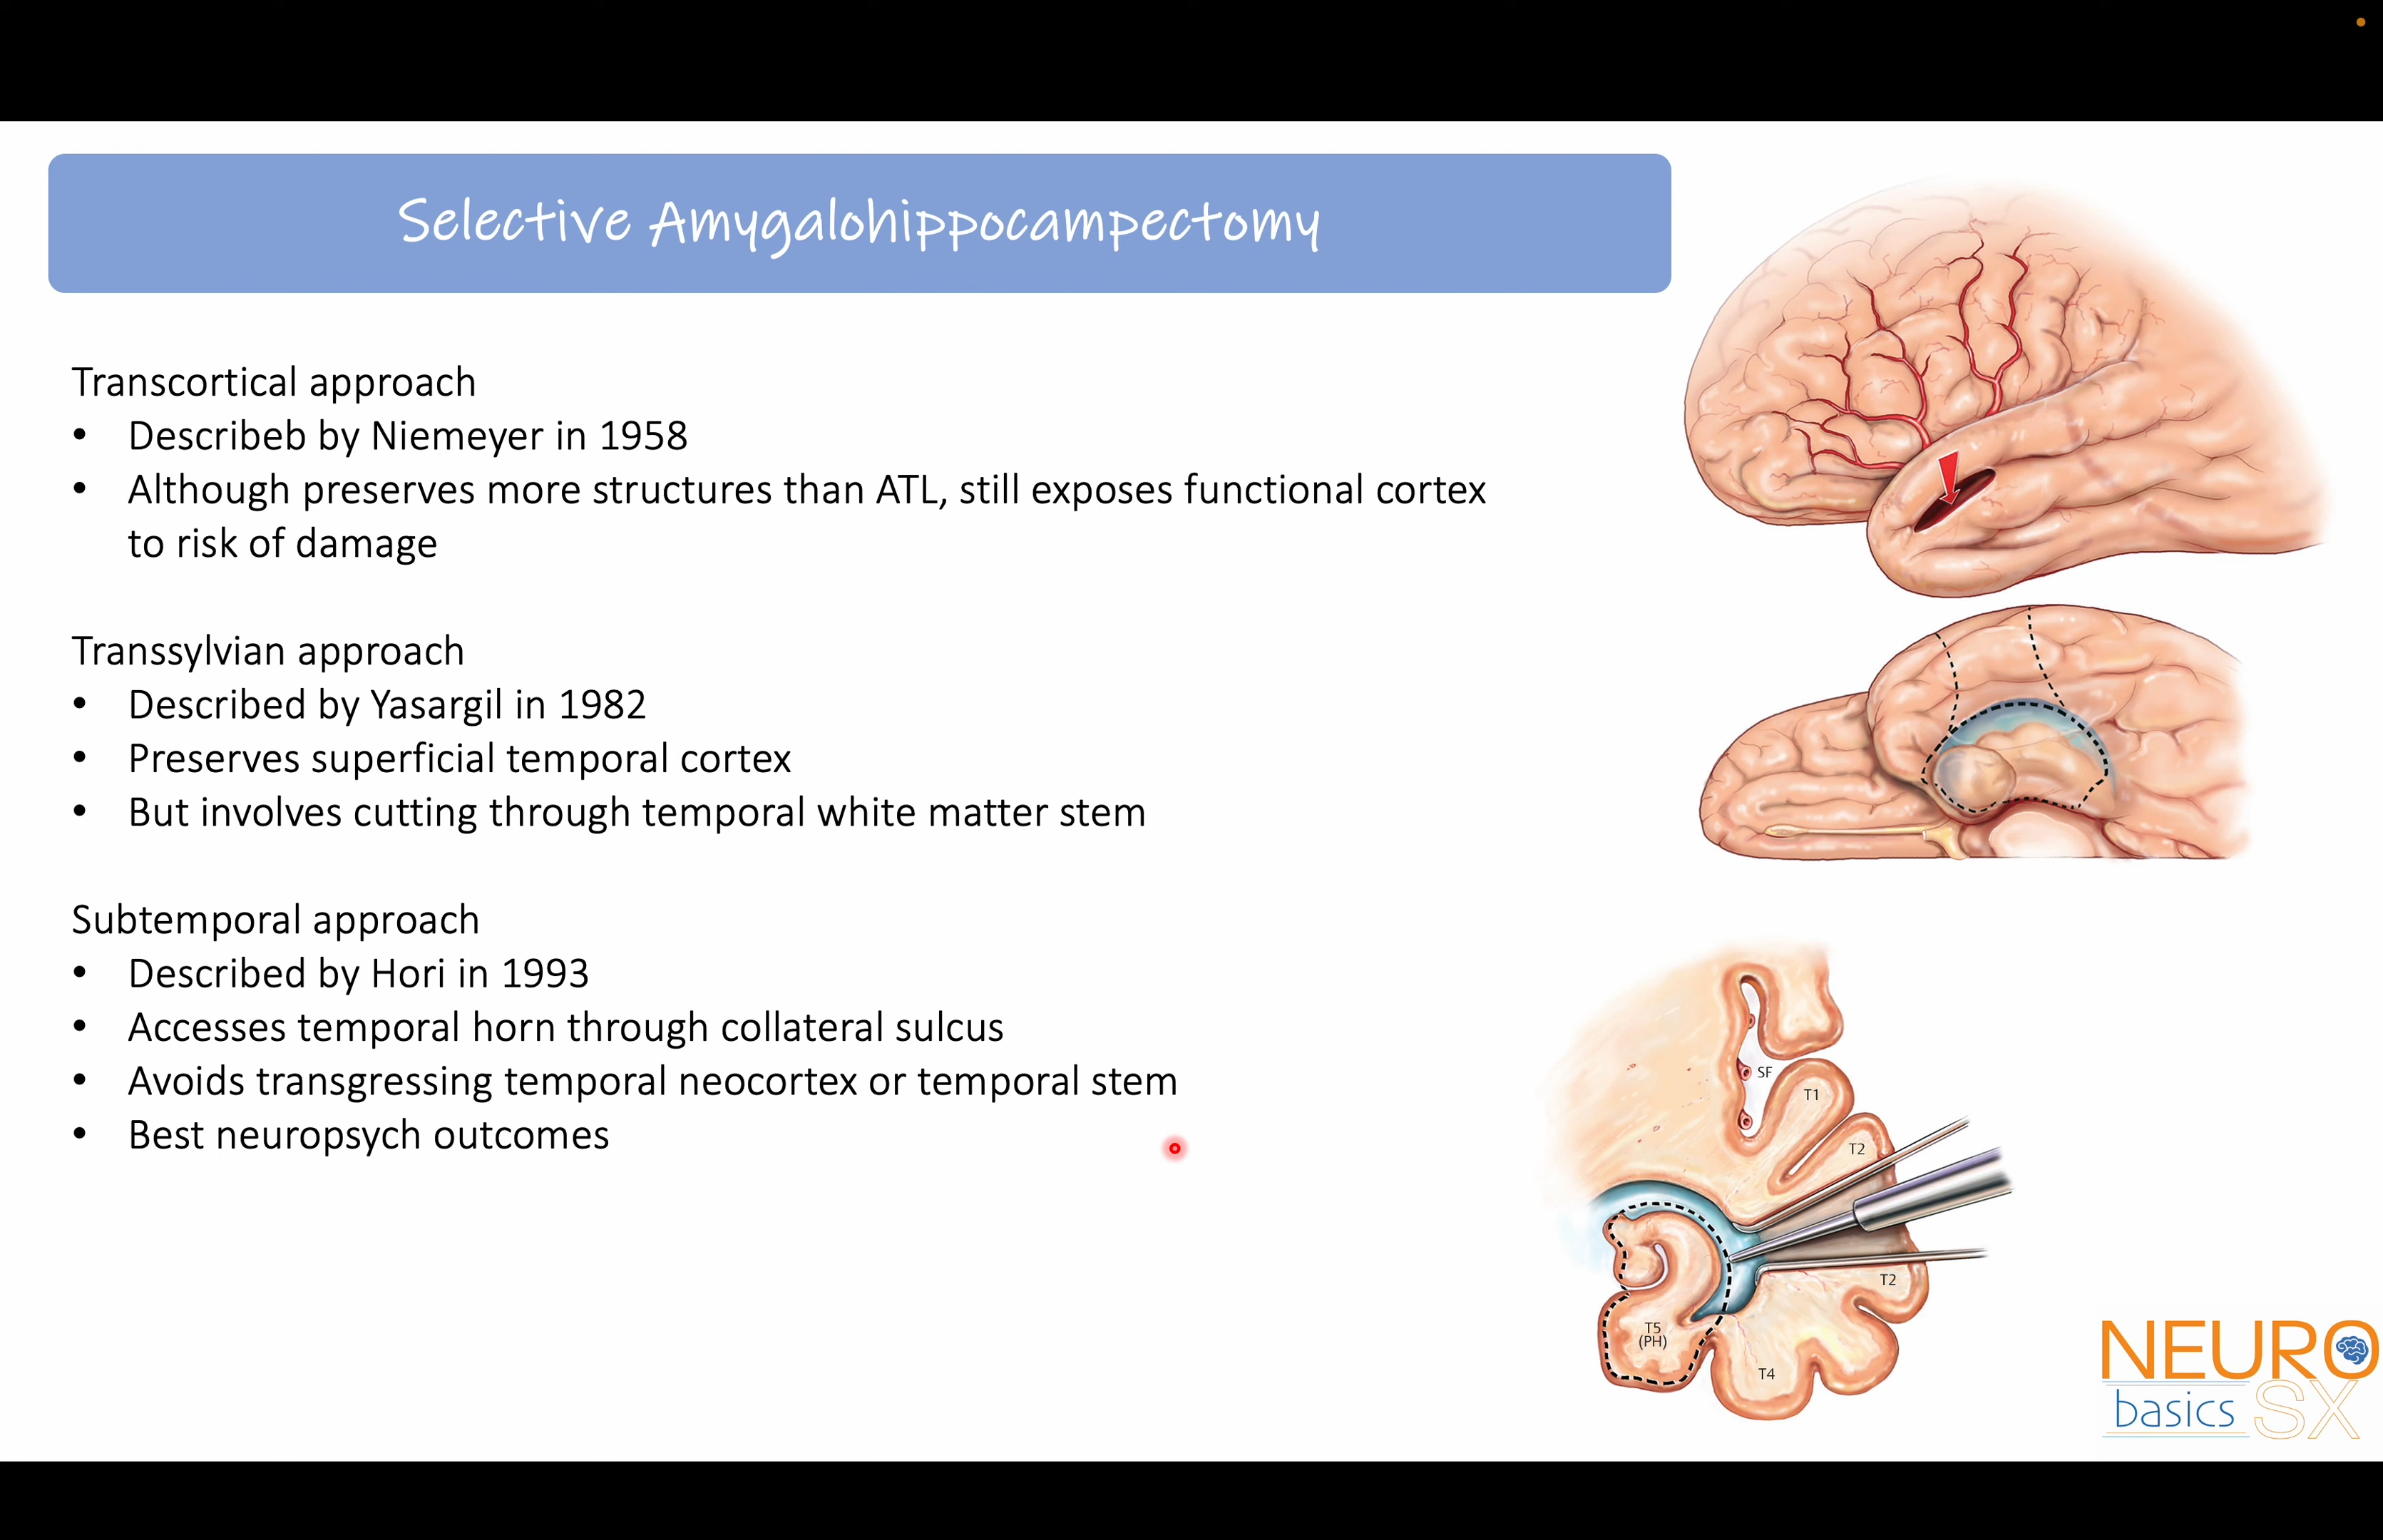 Selective Amygalohippocampectomy
Transcortical approach
• Describeb by Niemeyer in 1958
• Although preserves more structures than ATL, still exposes functional cortex
to risk of damage
Transsylvian approach
• Described by Yasargil in 1982
• Preserves superficial temporal cortex
• But involves cutting through temporal white matter stem
Subtemporal approach
• Described by Hori in 1993
• Accesses temporal horn through collateral sulcus
• Avoids transgressing temporal neocortex or temporal stem
• Best neuropsych outcomes
SF
T1
T2
T2
T5
(PH)
T4
NEURO
basics SX